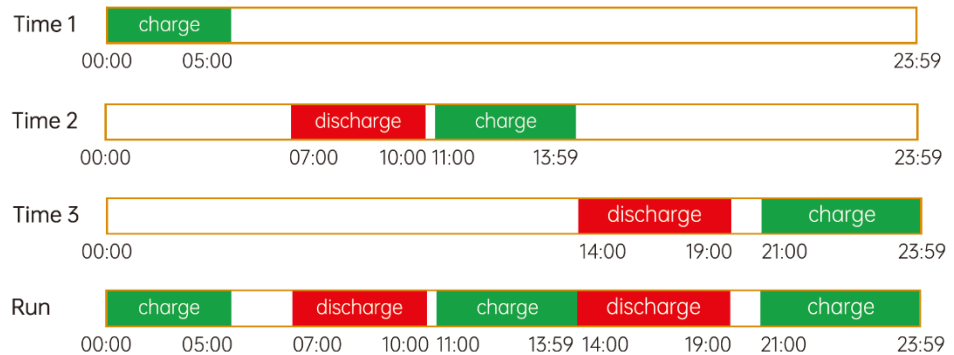 Time 1 charge
00:00 05:00 23:59
Time 2 discharge charge
00:00 07:00 10:00 11:00 13:59 23:59
Time 3 discharge charge
00:00 14:00 19:00 21:00 23:59
Run charge discharge charge discharge charge
00:00 05:00 07:00 10:00 11:00 13:59 14:00 19:00 21:00 23:59